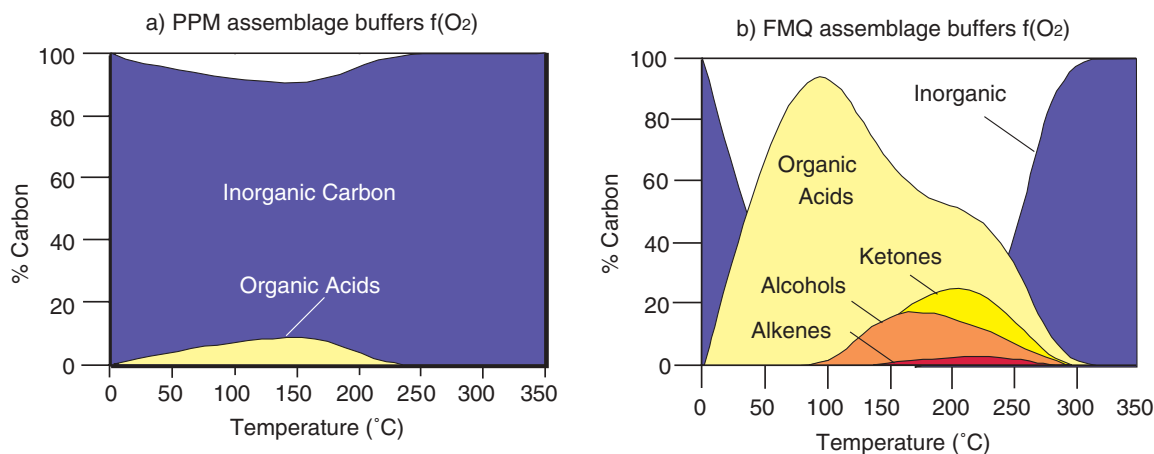 a) PPM assemblage buffers f(O₂)
100
80
60
40
20
0
% Carbon
Inorganic Carbon
Organic Acids
0 50 100 150 200 250 300 350
Temperature (˚C)
b) FMQ assemblage buffers f(O₂)
100
80
60
40
20
0
% Carbon
Inorganic
Organic
Acids
Ketones
Alcohols
Alkenes
0 50 100 150 200 250 300 350
Temperature (˚C)